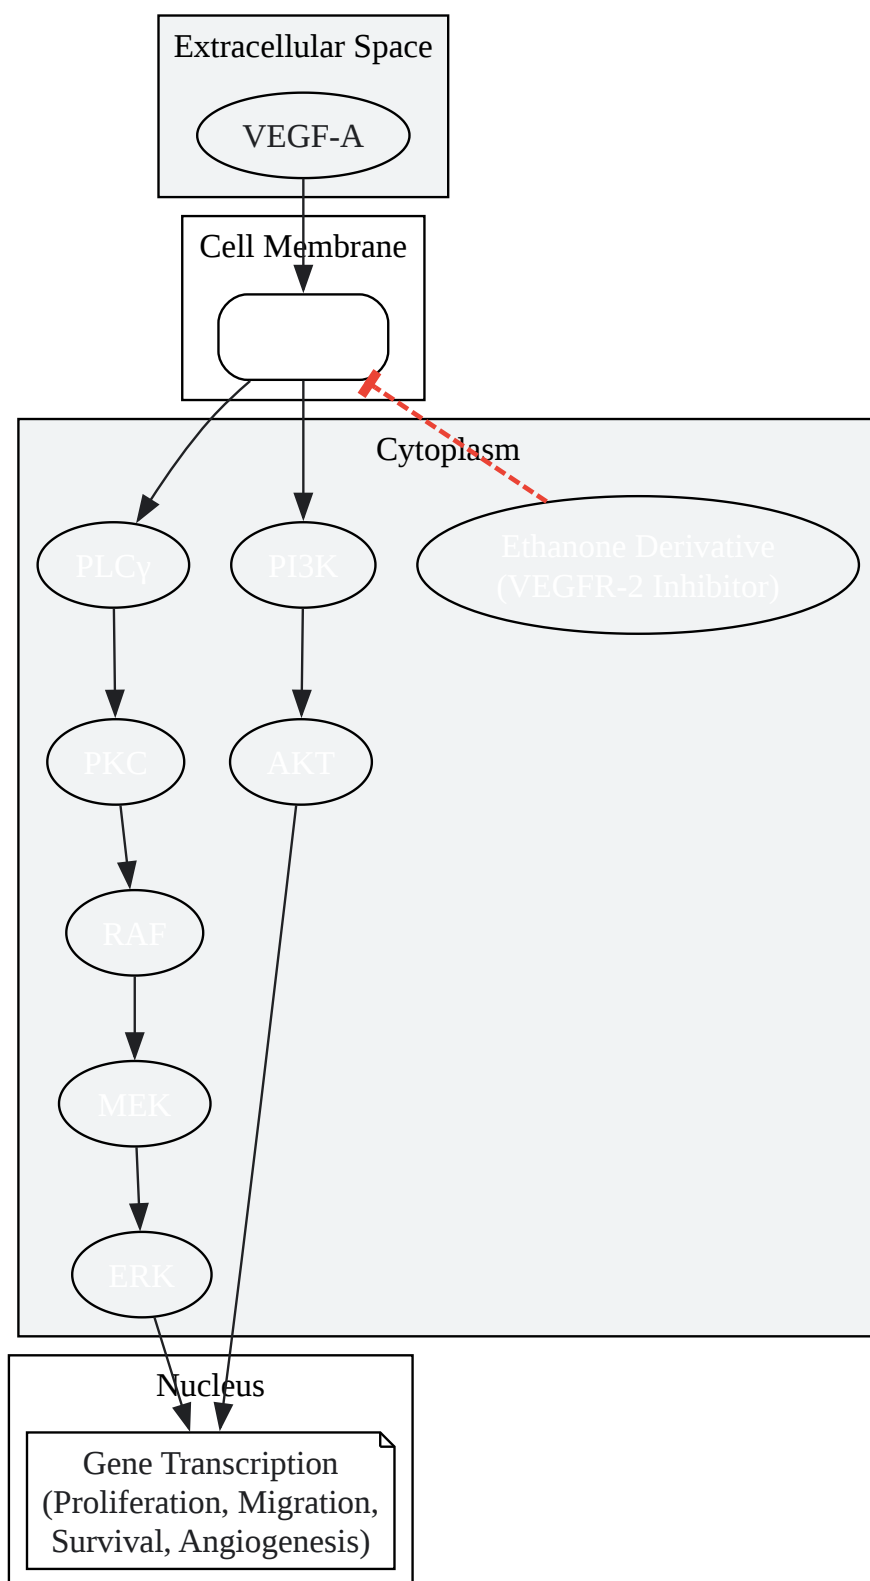 Extracellular Space
VEGF-A
Cell Membrane
Cytoplasm
PLCγ
PI3K
Ethanone Derivative
(VEGFR-2 Inhibitor)
PKC
AKT
RAF
MEK
ERK
Nucleus
Gene Transcription
(Proliferation, Migration,
Survival, Angiogenesis)